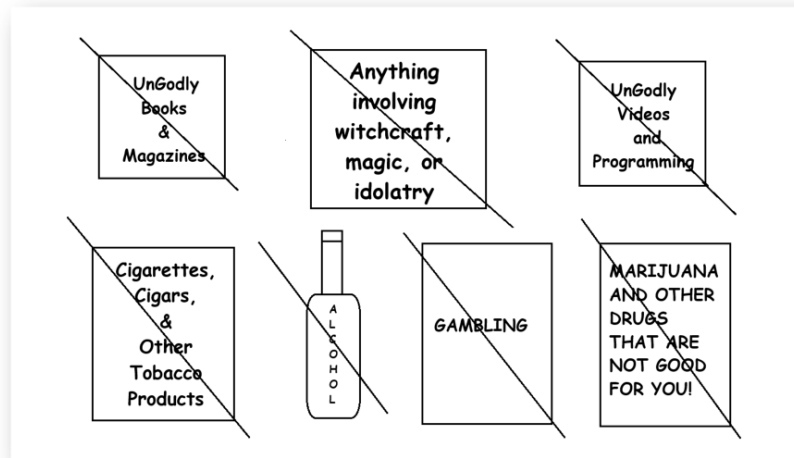 UnGodly
Books
&
Magazines
Anything
involving
witchcraft,
magic, or
idolatry
UnGodly
Videos
and
Programming
Cigarettes,
Cigars,
&
Other
Tobacco
Products
A
L
C
O
H
O
L
GAMBLING
MARIJUANA
AND OTHER
DRUGS
THAT ARE
NOT GOOD
FOR YOU!